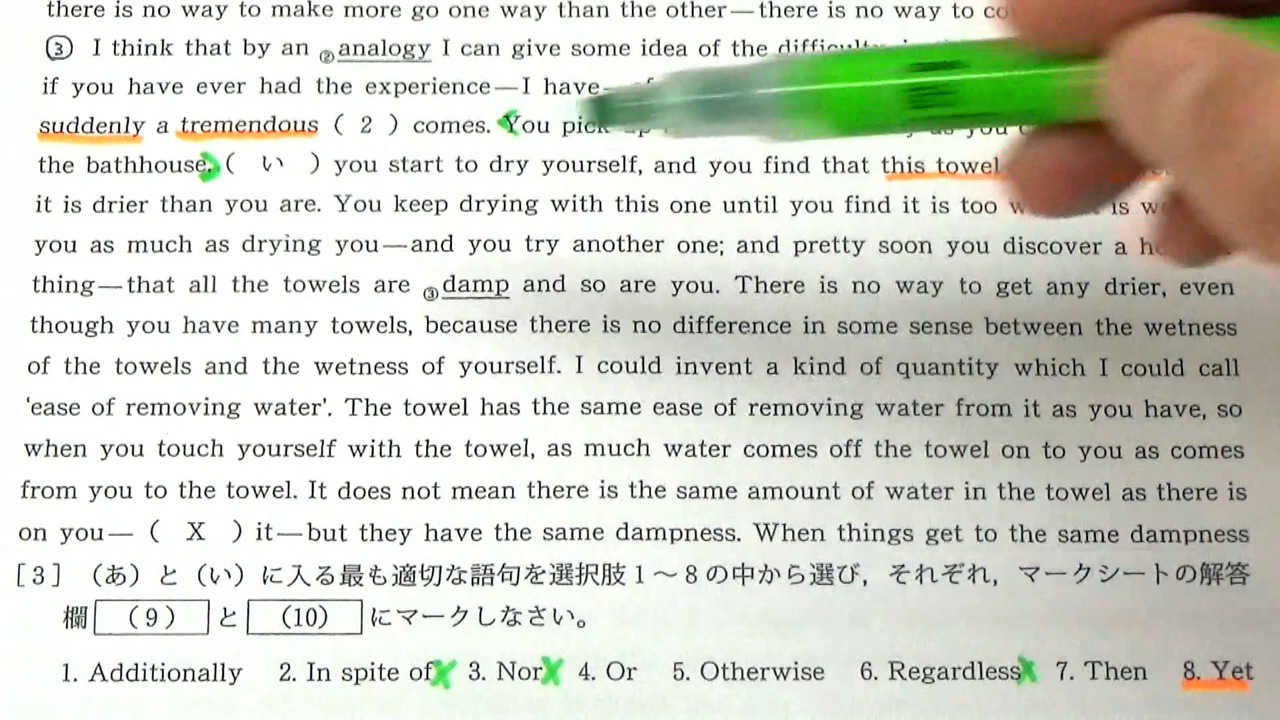 there is no way to make more go one way than the other—there is no way to co
③ I think that by an ②analogy I can give some idea of the difficulty
if you have ever had the experience—I have—
suddenly a tremendous ( 2 ) comes. You pick up
the bathhouse, ( い ) you start to dry yourself, and you find that this towel
it is drier than you are. You keep drying with this one until you find it is too
you as much as drying you—and you try another one; and pretty soon you discover a
thing—that all the towels are ③damp and so are you. There is no way to get any drier, even
though you have many towels, because there is no difference in some sense between the wetness
of the towels and the wetness of yourself. I could invent a kind of quantity which I could call
'ease of removing water'. The towel has the same ease of removing water from it as you have, so
when you touch yourself with the towel, as much water comes off the towel on to you as comes
from you to the towel. It does not mean there is the same amount of water in the towel as there is
on you— ( X ) it—but they have the same dampness. When things get to the same dampness
[3] (あ) と (い) に入る最も適切な語句を選択肢1～8の中から選び，それぞれ，マークシートの解答
欄 (9) と (10) にマークしなさい。
1. Additionally 2. In spite of 3. Nor 4. Or 5. Otherwise 6. Regardless 7. Then 8. Yet